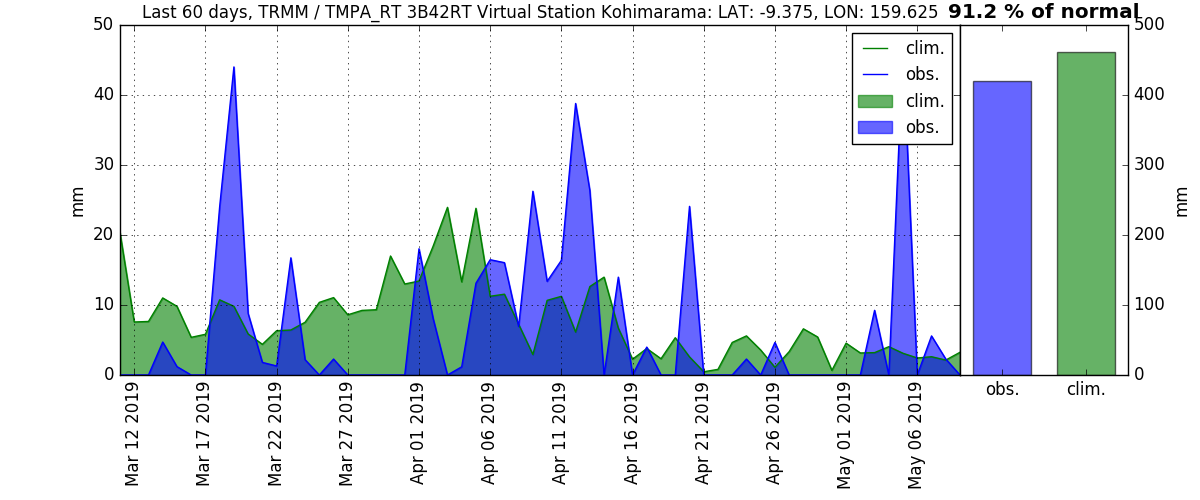 Last 60 days, TRMM / TMPA_RT 3B42RT Virtual Station Kohimarama: LAT: -9.375, LON: 159.625 91.2 % of normal
50
40
30
20
10
0
mm
clim.
obs.
clim.
obs.
500
400
300
200
100
0
mm
obs.
clim.
Mar 12 2019
Mar 17 2019
Mar 22 2019
Mar 27 2019
Apr 01 2019
Apr 06 2019
Apr 11 2019
Apr 16 2019
Apr 21 2019
Apr 26 2019
May 01 2019
May 06 2019